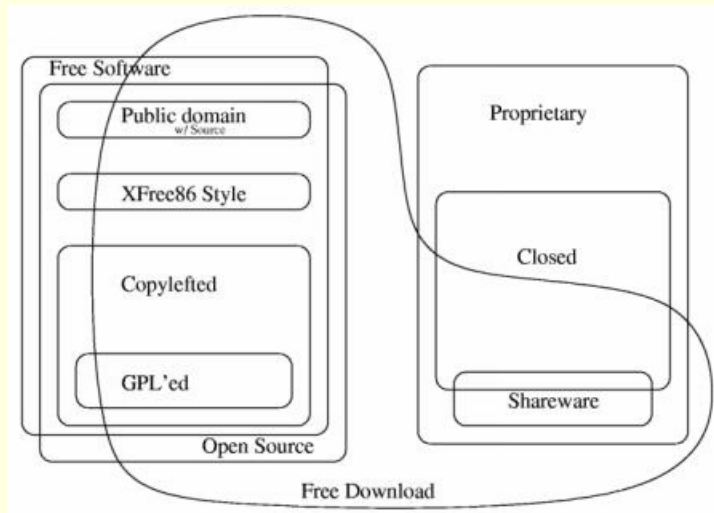 Free Software
Public domain
w/ Source
XFree86 Style
Copylefted
GPL'ed
Open Source
Proprietary
Closed
Shareware
Free Download